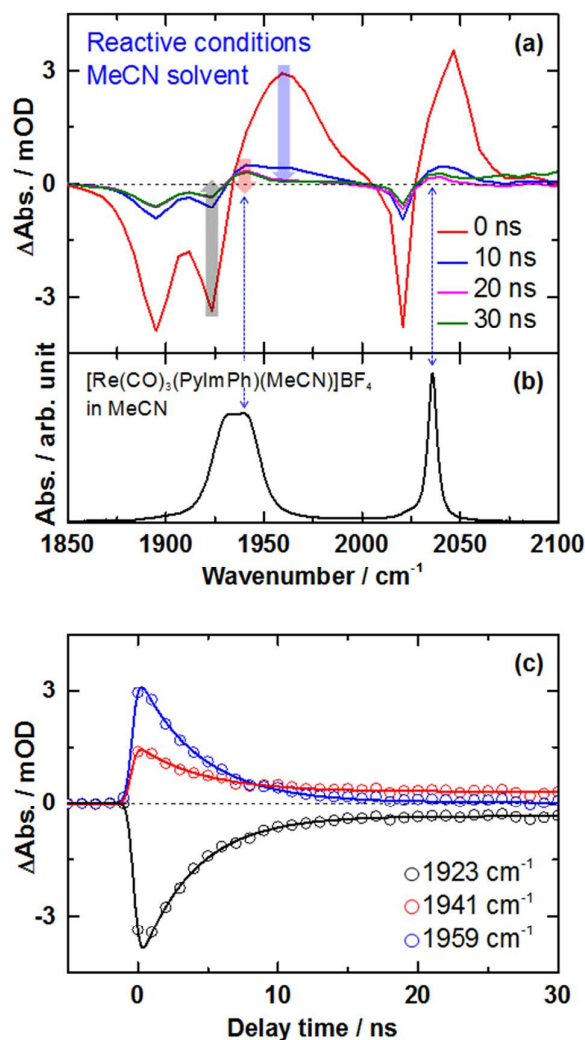 Reactive conditions
MeCN solvent
(a)
3
0
-3
ΔAbs. / mOD
0 ns
10 ns
20 ns
30 ns
[Re(CO)₃(PyImPh)(MeCN)]BF₄
in MeCN
(b)
Abs. / arb. unit
1850 1900 1950 2000 2050 2100
Wavenumber / cm⁻¹
(c)
3
0
-3
ΔAbs. / mOD
1923 cm⁻¹
1941 cm⁻¹
1959 cm⁻¹
0 10 20 30
Delay time / ns